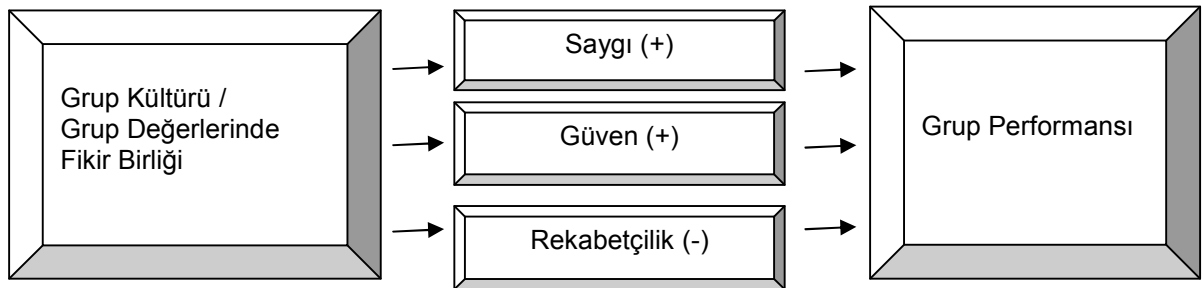 Grup Kültürü /
Grup Değerlerinde
Fikir Birliği
Saygı (+)
Güven (+)
Rekabetçilik (-)
Grup Performansı